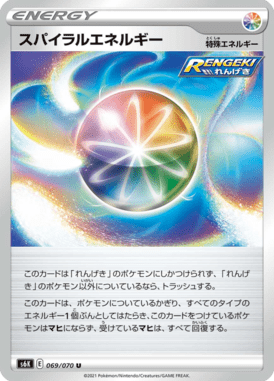 ENERGY
スパイラルエネルギー
とくしゅ
特殊エネルギー
RENGEKI
れんげき
このカードは「れんげき」のポケモンにしかつけられず、「れんげ
き」のポケモン以外についているなら、トラッシュする。
このカードは、ポケモンについているかぎり、すべてのタイプの
エネルギー1個ぶんとしてはたらき、このカードをつけているポケモ
ンはマヒにならず、受けているマヒは、すべて回復する。
S6K E 069/070 U
©2021 Pokémon/Nintendo/Creatures/GAME FREAK.